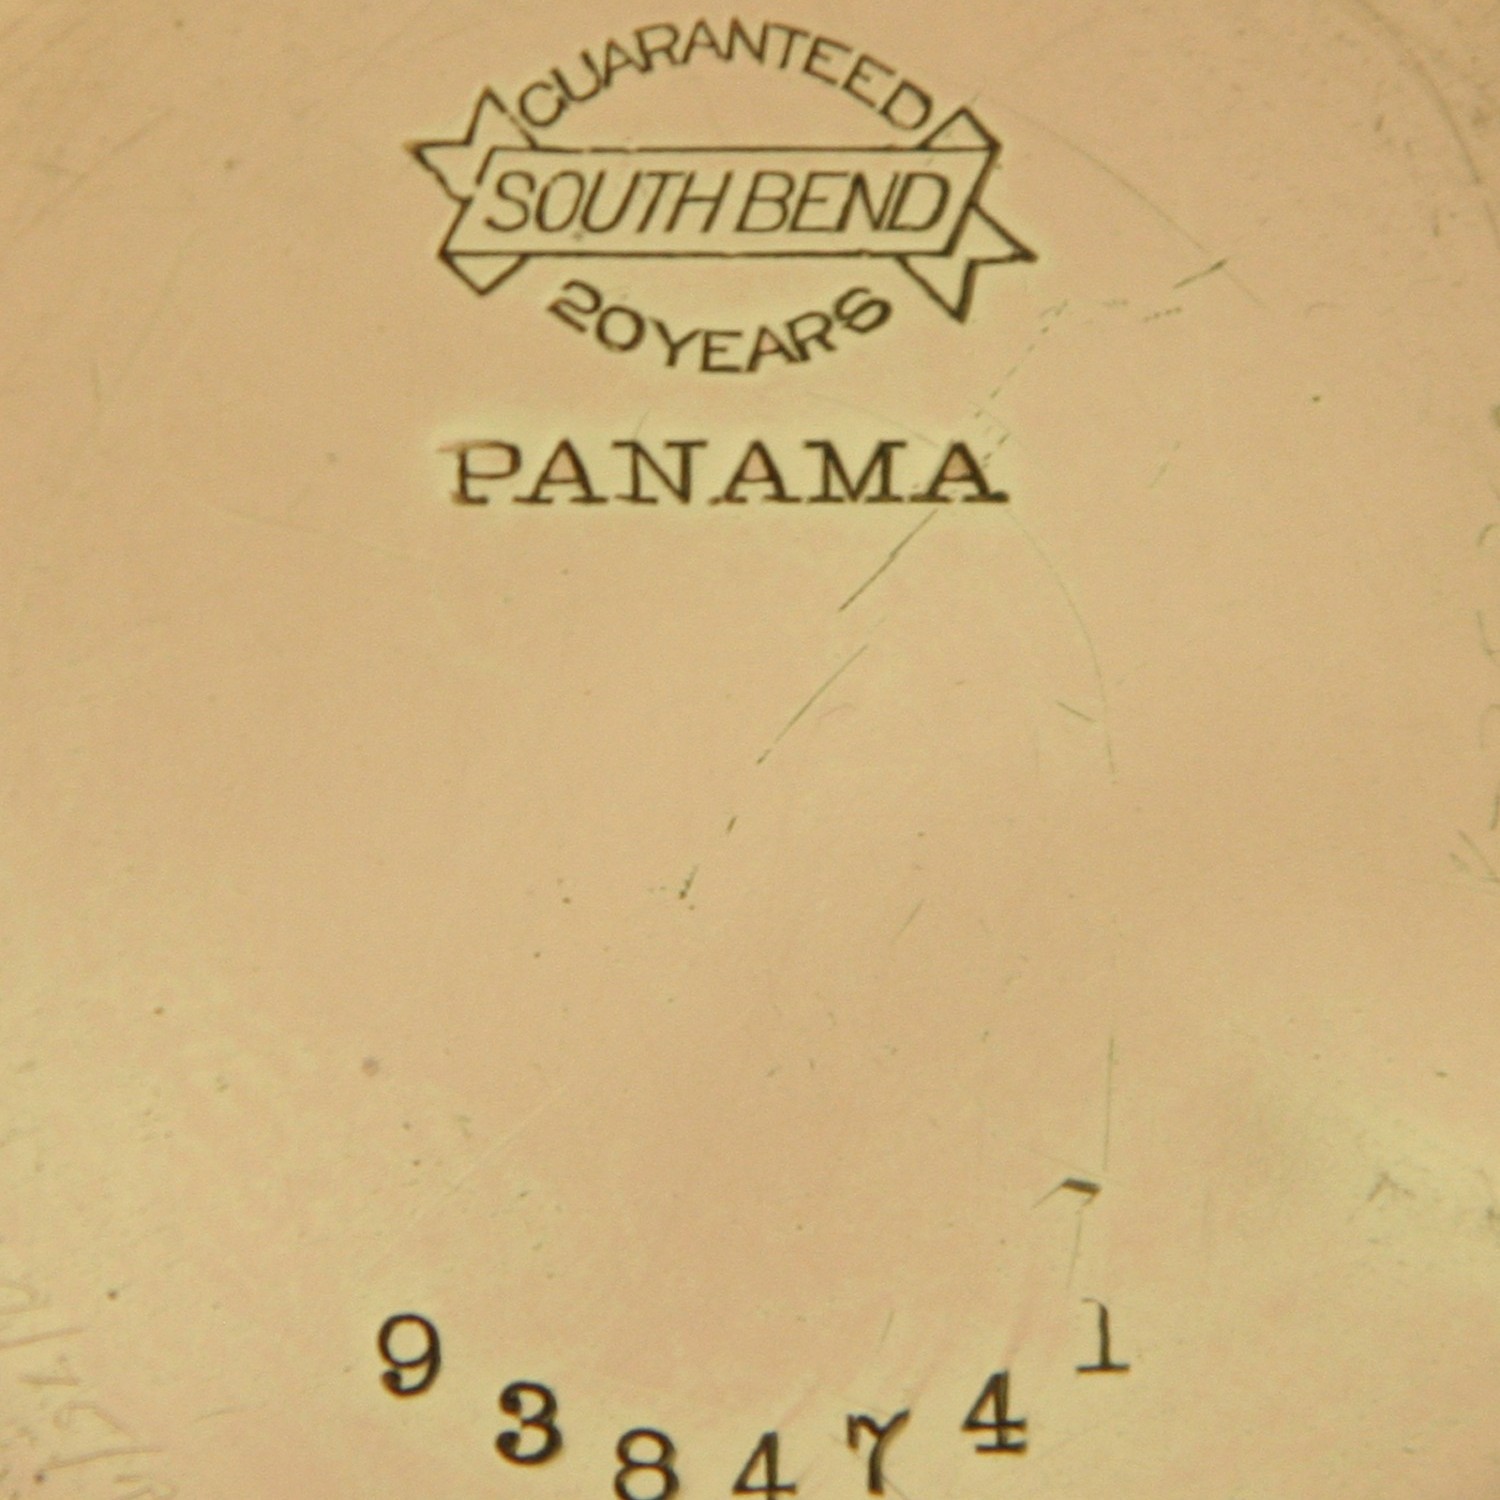 GUARANTEED
SOUTH BEND
20 YEARS
PANAMA
9384741